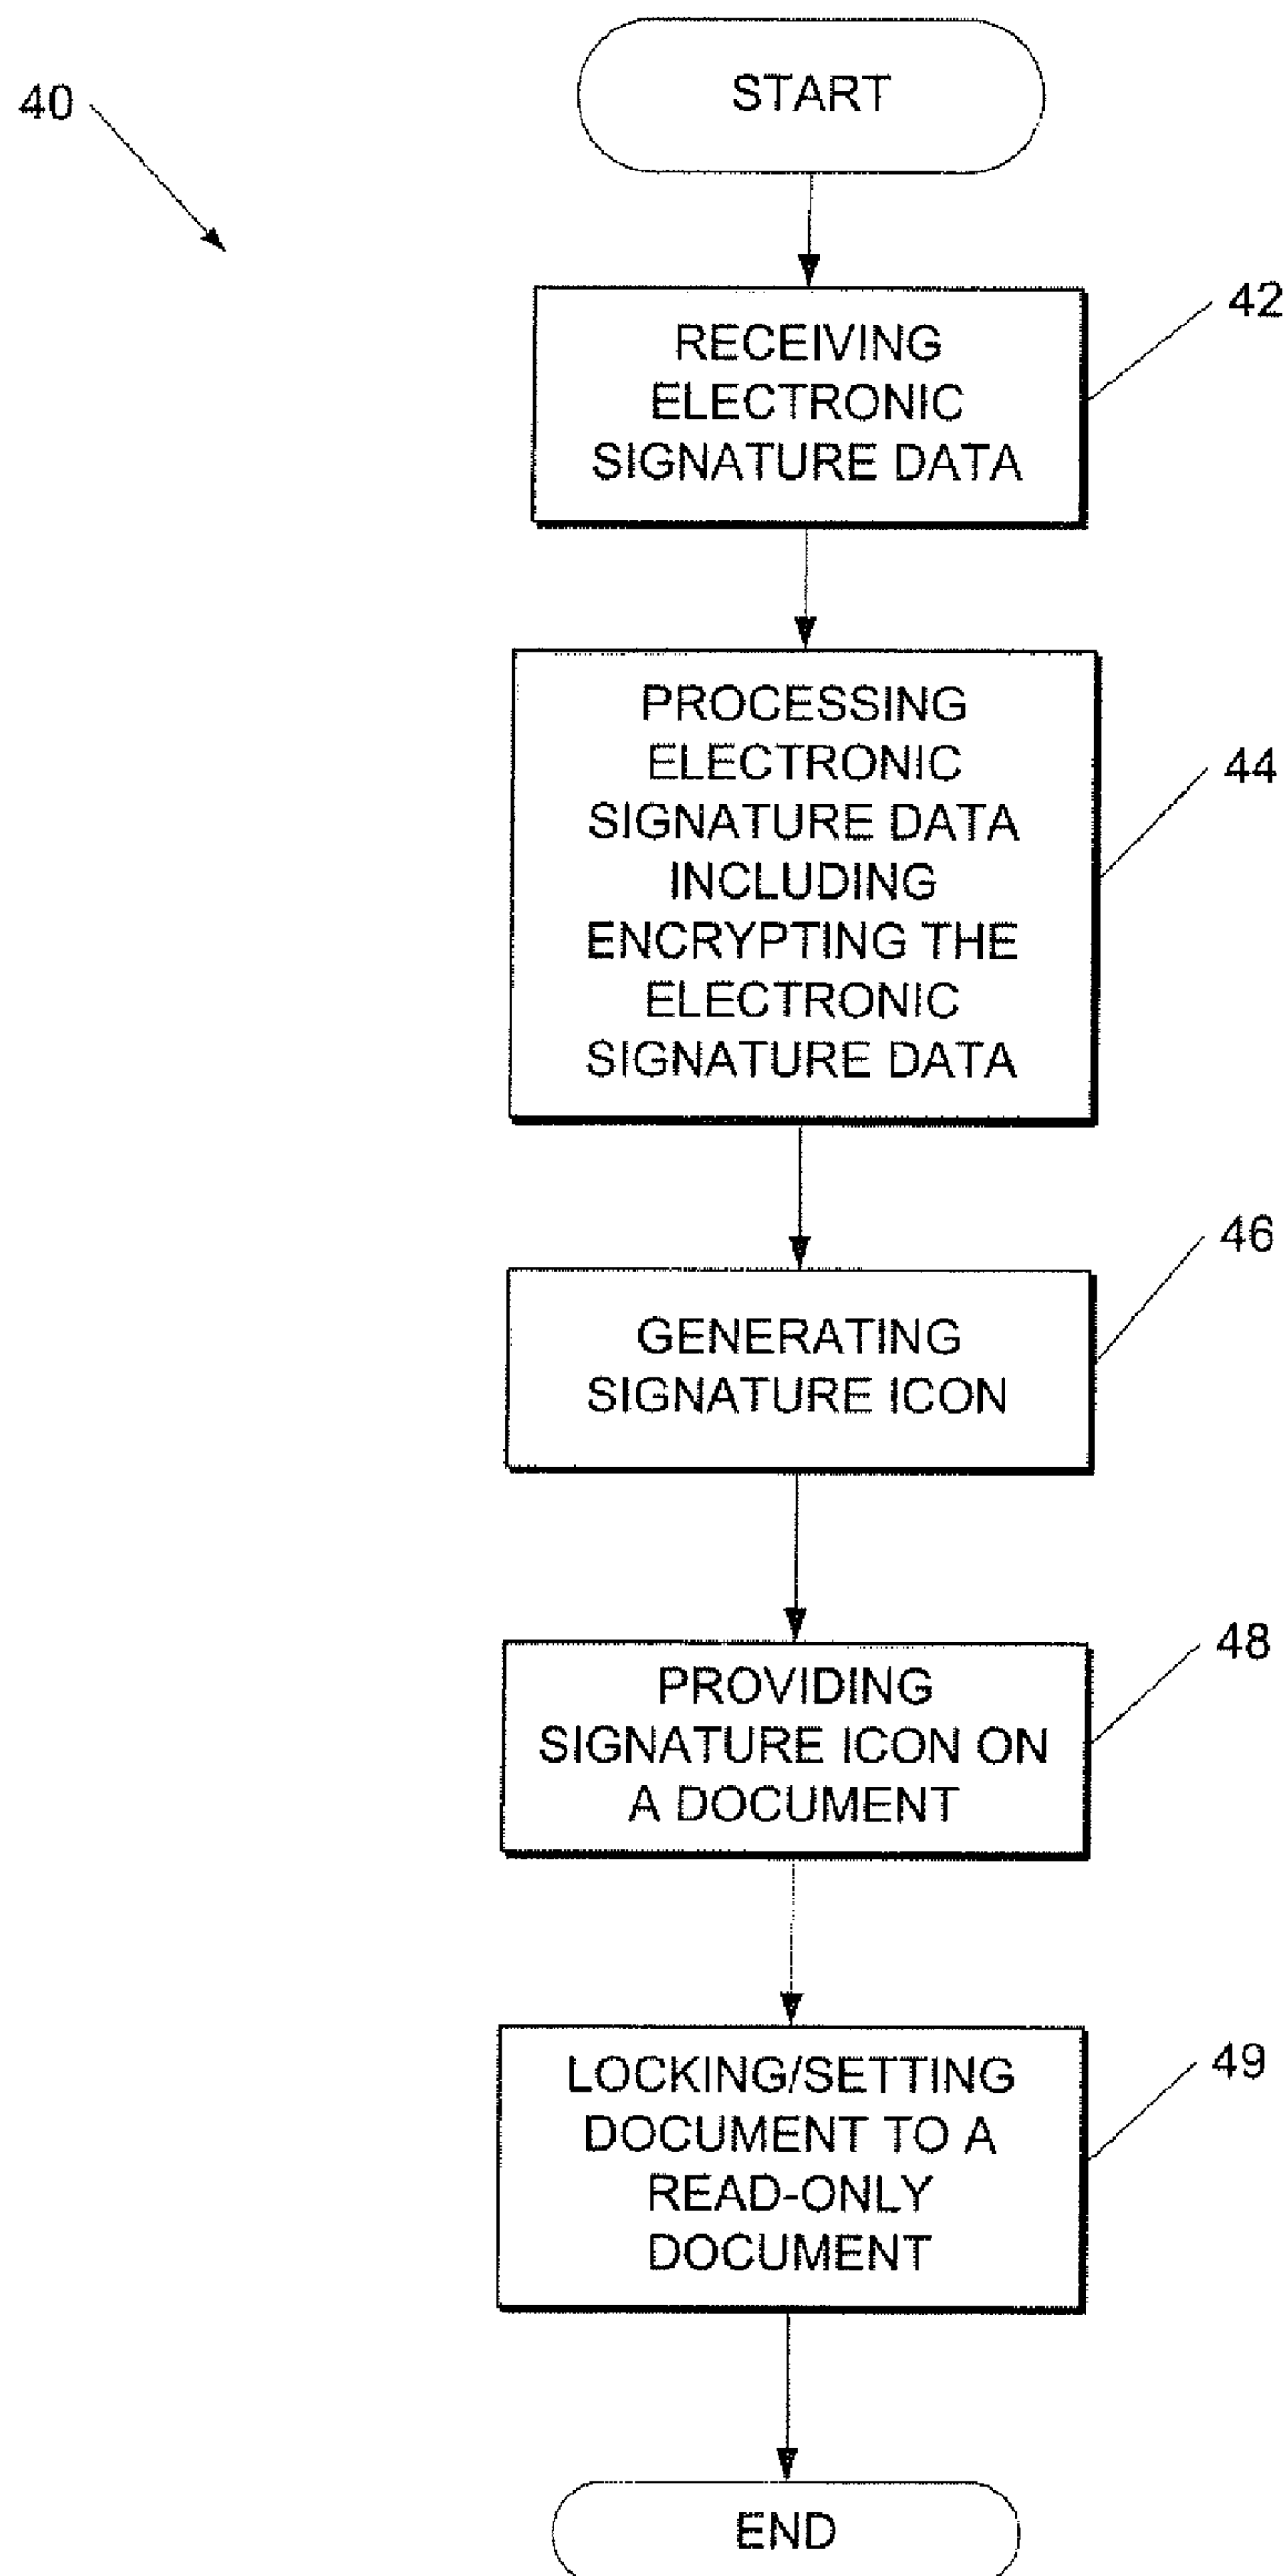 START
40
42
RECEIVING
ELECTRONIC
SIGNATURE DATA
44
PROCESSING
ELECTRONIC
SIGNATURE DATA
INCLUDING
ENCRYPTING THE
ELECTRONIC
SIGNATURE DATA
46
GENERATING
SIGNATURE ICON
48
PROVIDING
SIGNATURE ICON ON
A DOCUMENT
49
LOCKING/SETTING
DOCUMENT TO A
READ-ONLY
DOCUMENT
END